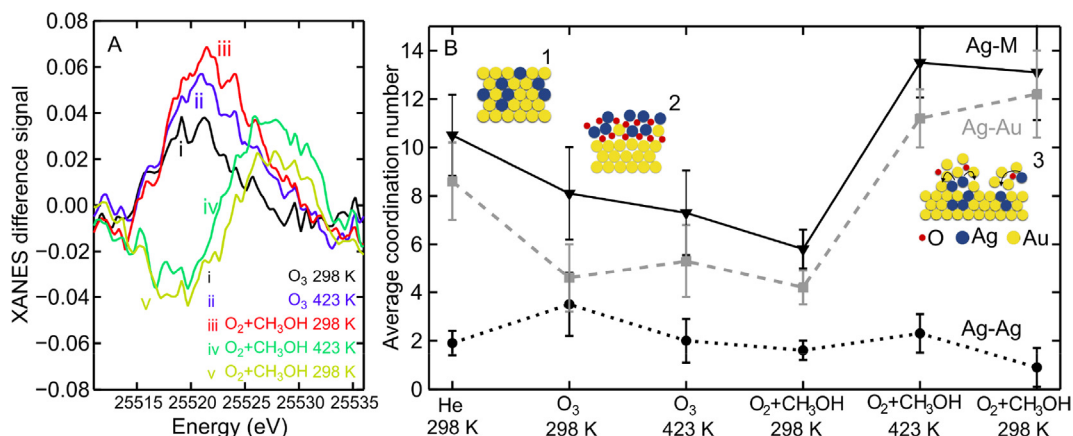 A
XANES difference signal
0.08
0.06
0.04
0.02
0.00
−0.02
−0.04
−0.06
−0.08
iii
ii
i
iv
v
i O₃ 298 K
ii O₃ 423 K
iii O₂+CH₃OH 298 K
iv O₂+CH₃OH 423 K
v O₂+CH₃OH 298 K
25515 25520 25525 25530 25535
Energy (eV)
B
Average coordination number
14
12
10
8
6
4
2
0
1
2
3
Ag-M
Ag-Au
Ag-Ag
O Ag Au
He
298 K
O₃
298 K
O₃
423 K
O₂+CH₃OH
298 K
O₂+CH₃OH
423 K
O₂+CH₃OH
298 K